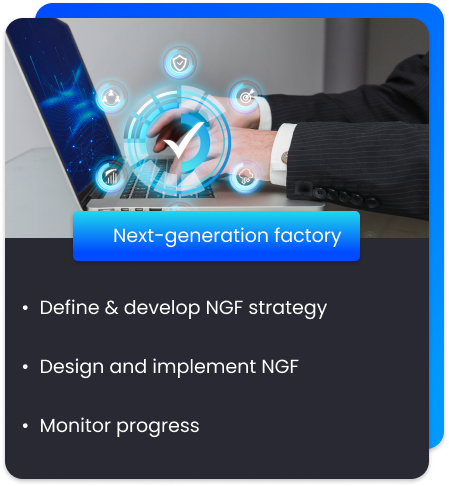 Next-generation factory
• Define & develop NGF strategy
• Design and implement NGF
• Monitor progress